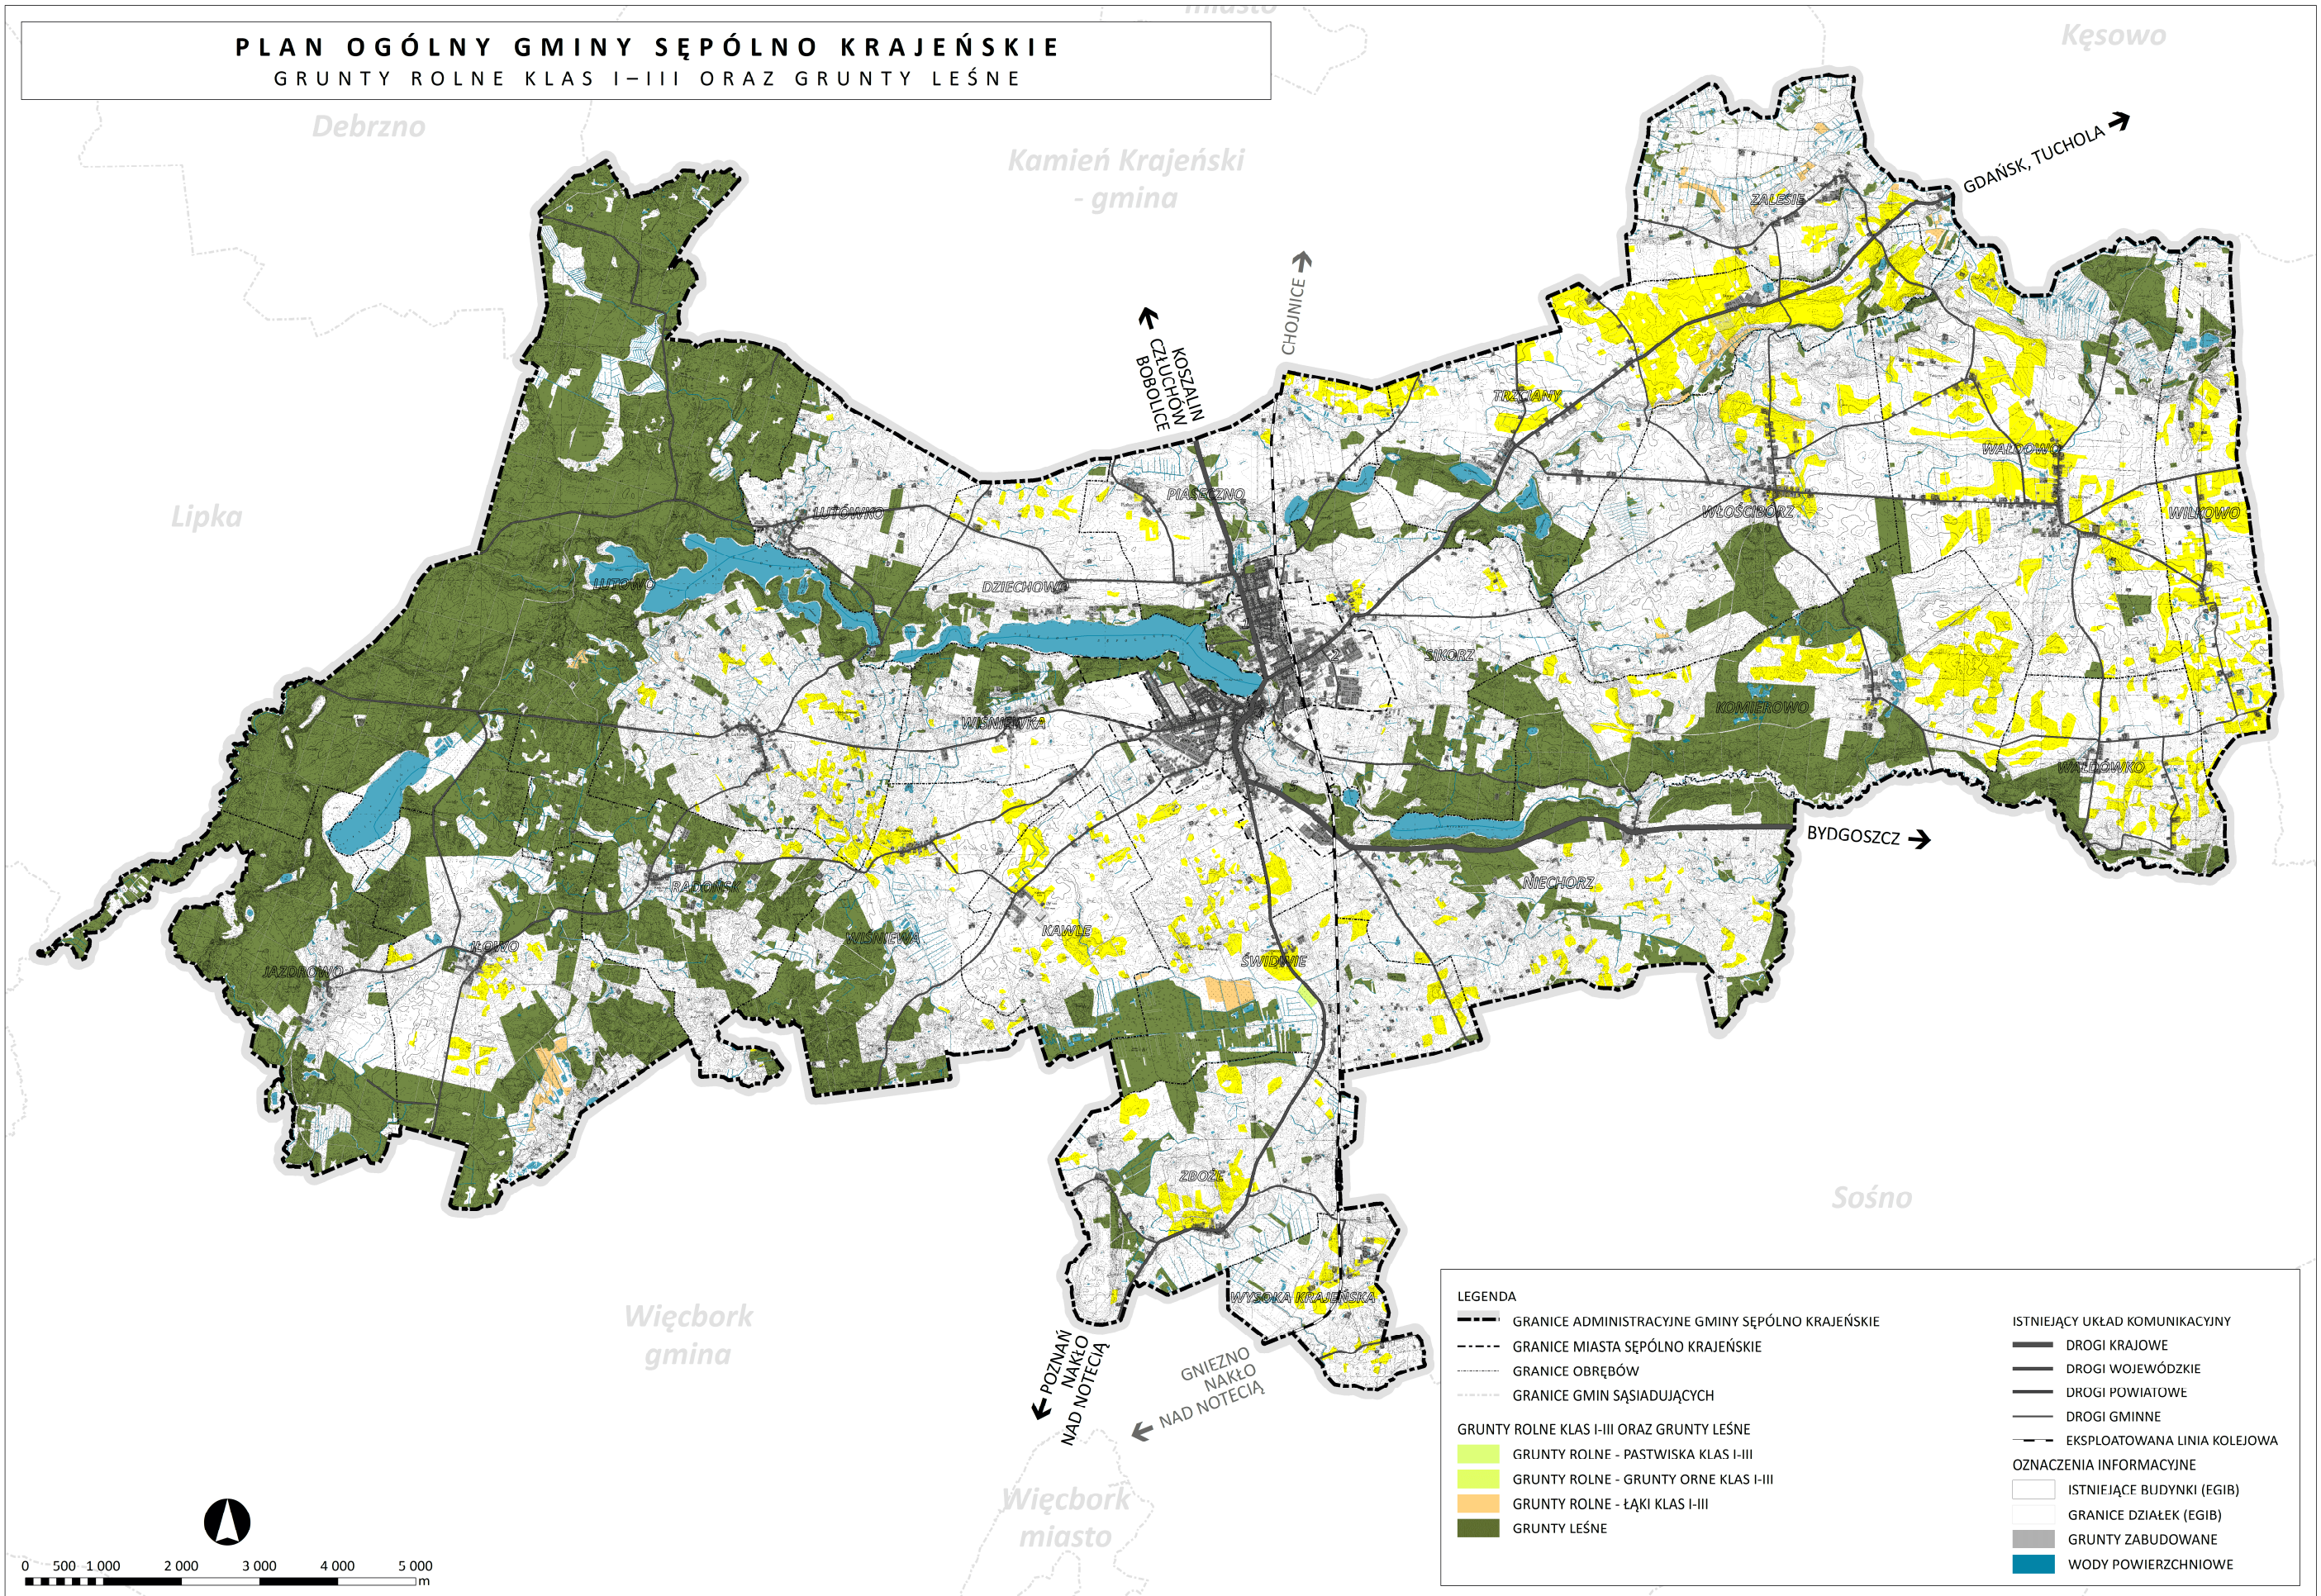 miasto
PLAN OGÓLNY GMINY SĘPÓLNO KRAJEŃSKIE
GRUNTY ROLNE KLAS I–III ORAZ GRUNTY LEŚNE
Kęsowo
Debrzno
Kamień Krajeński
- gmina
GDAŃSK, TUCHOLA
ZALESIE
CHOJNICE
KOSZALIN
CZŁUCHÓW
BOBOLICE
TRZCIANY
WAŁDOWO
PIASECZNO
LUTÓWKO
WŁOŚCIBÓRZ
WILKOWO
Lipka
LUTOWO
DZIECHOWO
SIKORZ
2
KOMIEROWO
WIŚNIEWKA
WAŁDÓWKO
5
BYDGOSZCZ
RADOŃSK
NIECHORZ
WIŚNIEWA
KAWLE
IŁOWO
ŚWIDWIE
JAZDROWO
ZBOŻE
Sośno
WYSOKA KRAJEŃSKA
Więcbork
gmina
POZNAŃ
NAKŁO
NAD NOTECIĄ
GNIEZNO
NAKŁO
NAD NOTECIĄ
Więcbork
miasto
LEGENDA
GRANICE ADMINISTRACYJNE GMINY SĘPÓLNO KRAJEŃSKIE
GRANICE MIASTA SĘPÓLNO KRAJEŃSKIE
GRANICE OBRĘBÓW
GRANICE GMIN SĄSIADUJĄCYCH
GRUNTY ROLNE KLAS I-III ORAZ GRUNTY LEŚNE
GRUNTY ROLNE - PASTWISKA KLAS I-III
GRUNTY ROLNE - GRUNTY ORNE KLAS I-III
GRUNTY ROLNE - ŁĄKI KLAS I-III
GRUNTY LEŚNE
ISTNIEJĄCY UKŁAD KOMUNIKACYJNY
DROGI KRAJOWE
DROGI WOJEWÓDZKIE
DROGI POWIATOWE
DROGI GMINNE
EKSPLOATOWANA LINIA KOLEJOWA
OZNACZENIA INFORMACYJNE
ISTNIEJĄCE BUDYNKI (EGIB)
GRANICE DZIAŁEK (EGIB)
GRUNTY ZABUDOWANE
WODY POWIERZCHNIOWE
0 500 1 000 2 000 3 000 4 000 5 000
m